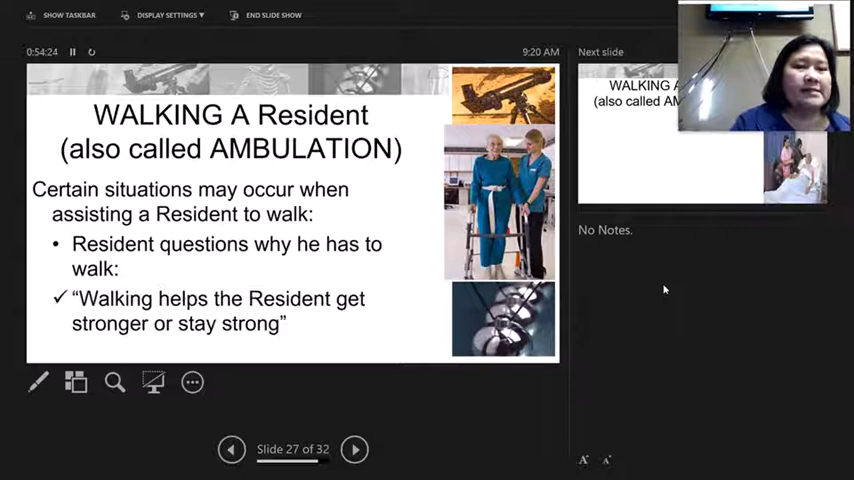 SHOW TASKBAR
DISPLAY SETTINGS ▼
END SLIDE SHOW
0:54:24
9:20 AM
WALKING A Resident
(also called AMBULATION)
Certain situations may occur when
assisting a Resident to walk:
• Resident questions why he has to
walk:
✓ “Walking helps the Resident get
stronger or stay strong”
Slide 27 of 32
Next slide
WALKING A
(also called AM
No Notes.
A A